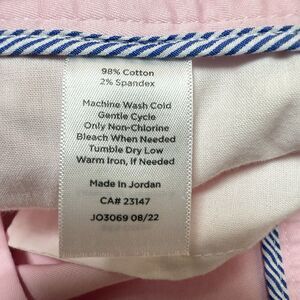 98% Cotton
2% Spandex
Machine Wash Cold
Gentle Cycle
Only Non-Chlorine
Bleach When Needed
Tumble Dry Low
Warm Iron, If Needed
Made in Jordan
CA# 23147
JO3069 08/22